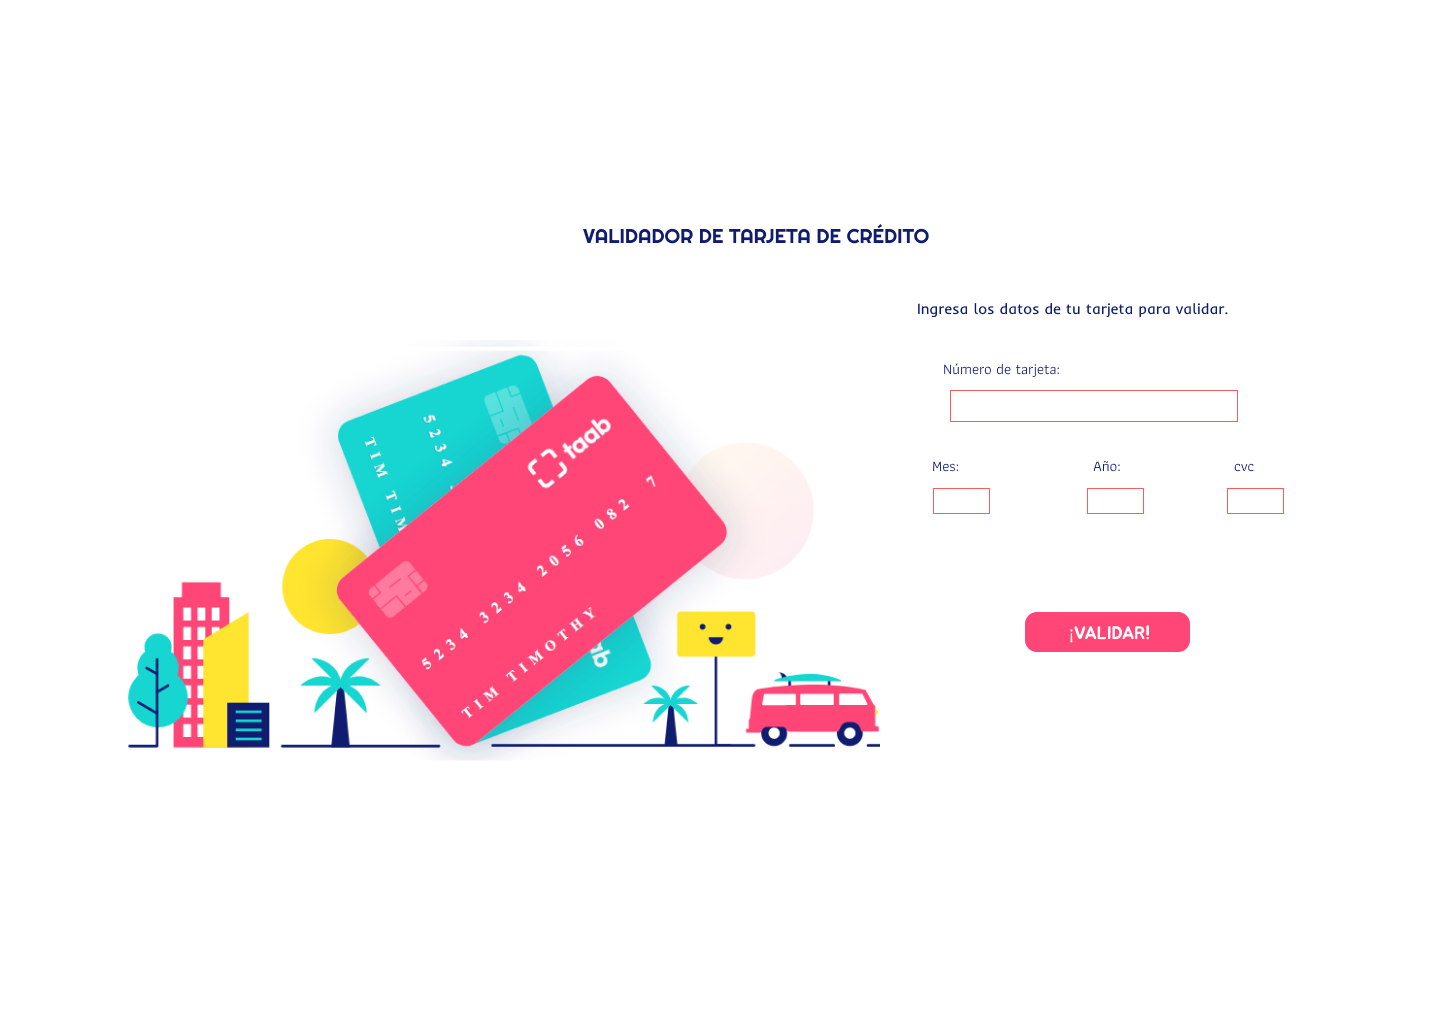 VALIDADOR DE TARJETA DE CRÉDITO
Ingresa los datos de tu tarjeta para validar.
Número de tarjeta:
Mes: Año: cvc
¡VALIDAR!
taab
5234 3234 2056 082 7
TIM TIMOTHY
5234
TIM TIM
ab